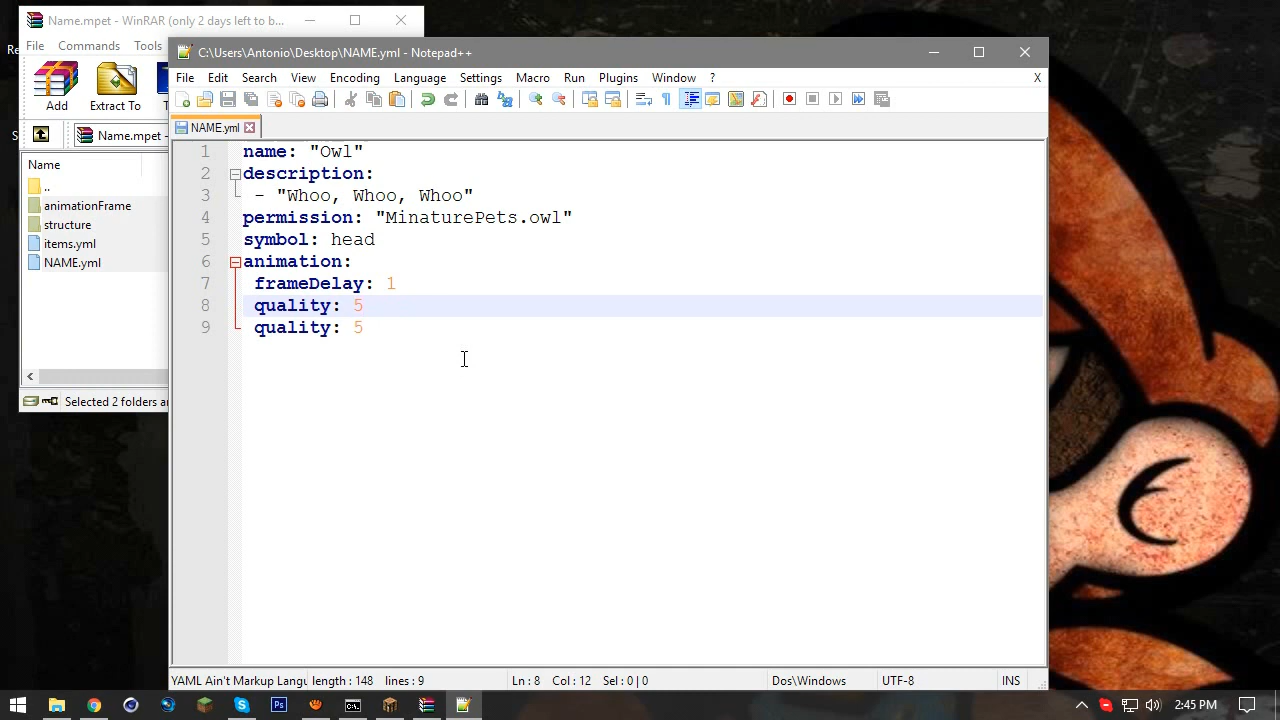 Name.mpet - WinRAR (only 2 days left to b...
File Commands Tools
Add Extract To T
Name.mpet -
Name
..
animationFrame
structure
items.yml
NAME.yml
Selected 2 folders ar
C:\Users\Antonio\Desktop\NAME.yml - Notepad++
File Edit Search View Encoding Language Settings Macro Run Plugins Window ? X
NAME.yml
1 name: "Owl"
2 description:
3 - "Whoo, Whoo, Whoo"
4 permission: "MinaturePets.owl"
5 symbol: head
6 animation:
7 frameDelay: 1
8 quality: 5
9 quality: 5
YAML Ain't Markup Langu length : 148 lines : 9 Ln : 8 Col : 12 Sel : 0 | 0 Dos\Windows UTF-8 INS
Ps C:\ 2:45 PM